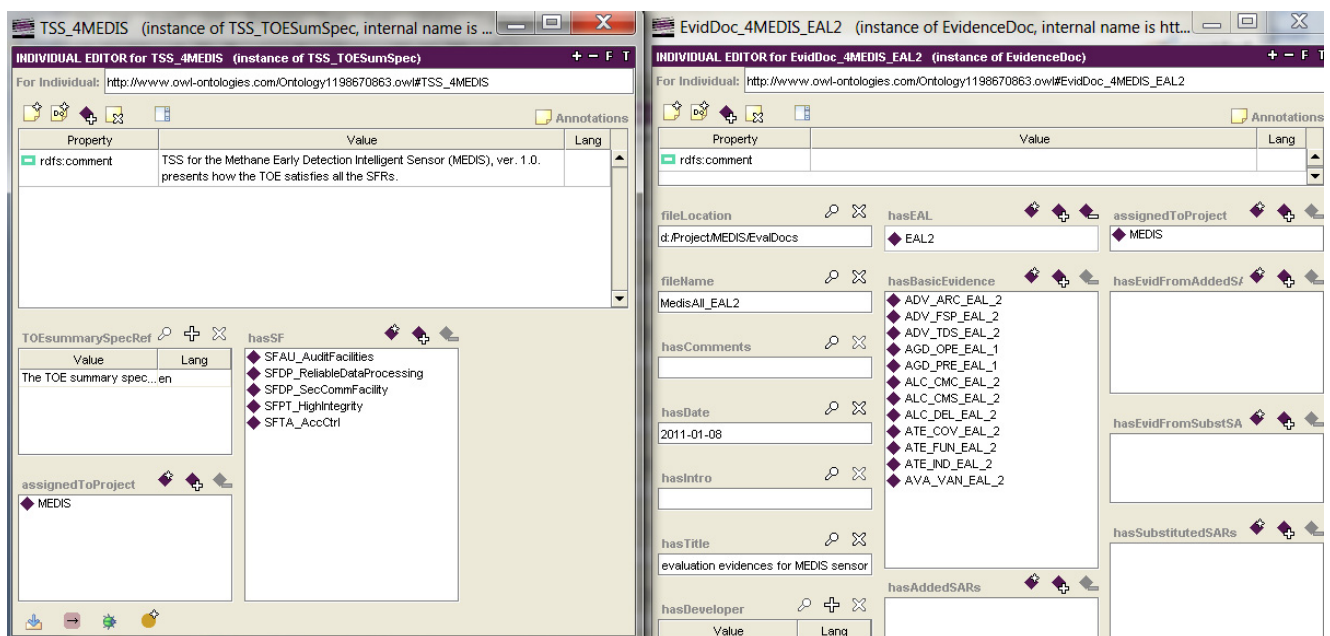 TSS_4MEDIS (instance of TSS_TOESumSpec, internal name is ...
INDIVIDUAL EDITOR for TSS_4MEDIS (instance of TSS_TOESumSpec)
+ − F T
For Individual: http://www.owl-ontologies.com/Ontology1198670863.owl#TSS_4MEDIS
Annotations
Property Value Lang
rdfs:comment TSS for the Methane Early Detection Intelligent Sensor (MEDIS), ver. 1.0.
presents how the TOE satisfies all the SFRs.
TOEsummarySpecRef
Value Lang
The TOE summary spec... en
assignedToProject
MEDIS
hasSF
SFAU_AuditFacilities
SFDP_ReliableDataProcessing
SFDP_SecCommFacility
SFPT_HighIntegrity
SFTA_AccCtrl
EvidDoc_4MEDIS_EAL2 (instance of EvidenceDoc, internal name is htt...
INDIVIDUAL EDITOR for EvidDoc_4MEDIS_EAL2 (instance of EvidenceDoc)
+ − F T
For Individual: http://www.owl-ontologies.com/Ontology1198670863.owl#EvidDoc_4MEDIS_EAL2
Annotations
Property Value Lang
rdfs:comment
fileLocation
d:/Project/MEDIS/EvalDocs
fileName
MedisAll_EAL2
hasComments
hasDate
2011-01-08
hasIntro
hasTitle
evaluation evidences for MEDIS sensor
hasDeveloper
Value Lang
hasEAL
EAL2
hasBasicEvidence
ADV_ARC_EAL_2
ADV_FSP_EAL_2
ADV_TDS_EAL_2
AGD_OPE_EAL_1
AGD_PRE_EAL_1
ALC_CMC_EAL_2
ALC_CMS_EAL_2
ALC_DEL_EAL_2
ATE_COV_EAL_2
ATE_FUN_EAL_2
ATE_IND_EAL_2
AVA_VAN_EAL_2
hasAddedSARs
assignedToProject
MEDIS
hasEvidFromAddedSA
hasEvidFromSubstSA
hasSubstitutedSARs